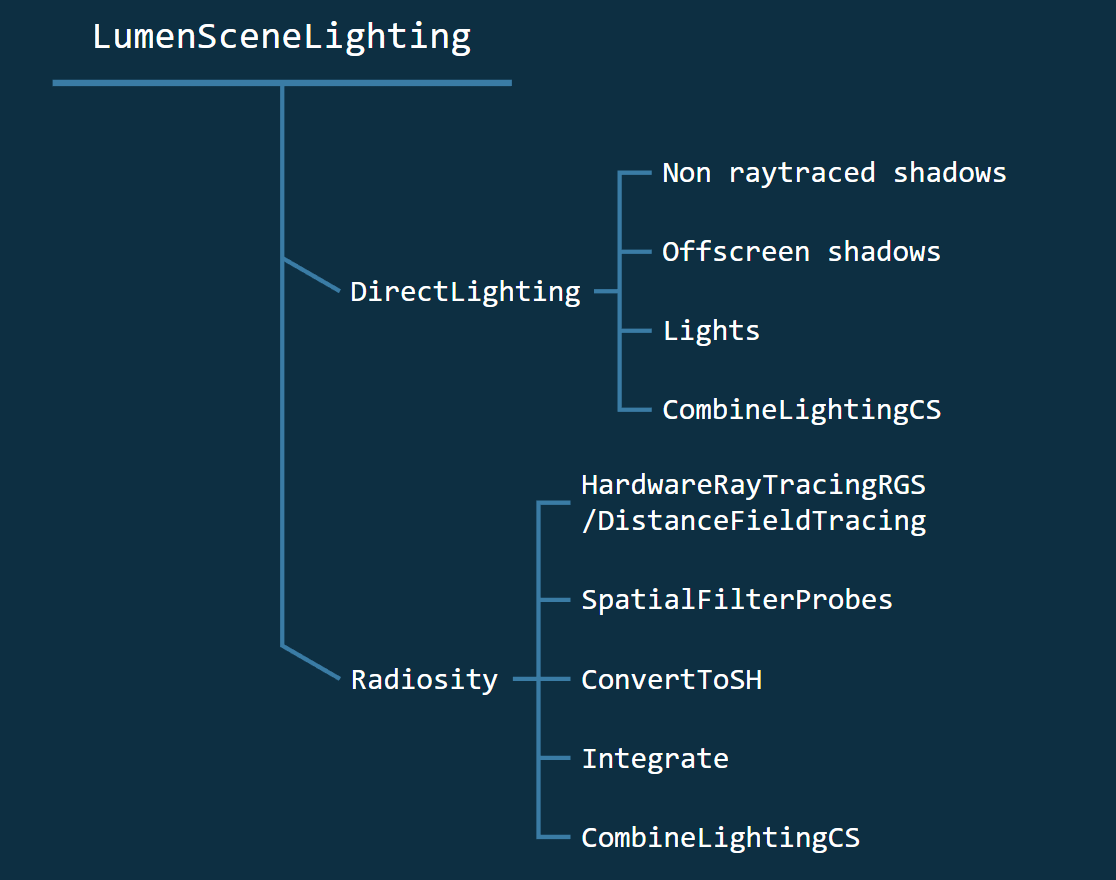 LumenSceneLighting
DirectLighting
Non raytraced shadows
Offscreen shadows
Lights
CombineLightingCS
Radiosity
HardwareRayTracingRGS
/DistanceFieldTracing
SpatialFilterProbes
ConvertToSH
Integrate
CombineLightingCS